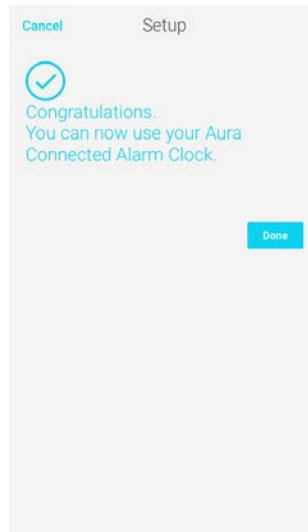 Cancel Setup
Congratulations.
You can now use your Aura
Connected Alarm Clock.
Done